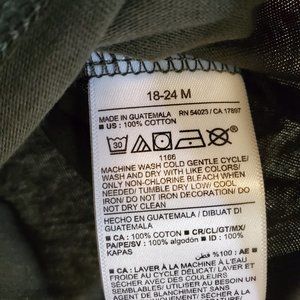 18-24 M
MADE IN GUATEMALA RN 54023 / CA 17897
■ US : 100% COTTON
30
1166
MACHINE WASH COLD GENTLE CYCLE/
WASH AND DRY WITH LIKE COLORS/
ONLY NON-CHLORINE BLEACH WHEN
NEEDED/ TUMBLE DRY LOW/ COOL
IRON/ DO NOT IRON DECORATION/ DO
NOT DRY CLEAN
HECHO EN GUATEMALA / DIBUAT DI
GUATEMALA
■ CA : 100% COTON ■ CR/CL/GT/MX/
PA/PE/SV : 100% algodón ■ ID : 100%
KAPAS ■ AE : 100% قطن
CA : LAVER À LA MACHINE À L'EAU
FROIDE AU CYCLE DÉLICAT/ LAVER ET
SÉCHER AVEC DES COULEURS
SEMBLABLES/ UTILISER AU BESOIN UN
AGENT DE BLANCHIMENT SANS